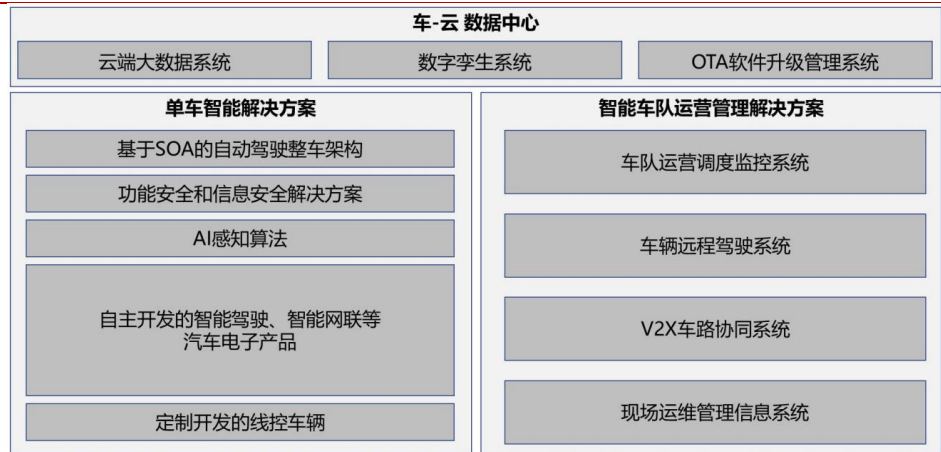 车-云 数据中心
云端大数据系统
数字孪生系统
OTA软件升级管理系统
单车智能解决方案
基于SOA的自动驾驶整车架构
功能安全和信息安全解决方案
AI感知算法
自主开发的智能驾驶、智能网联等
汽车电子产品
定制开发的线控车辆
智能车队运营管理解决方案
车队运营调度监控系统
车辆远程驾驶系统
V2X车路协同系统
现场运维管理信息系统